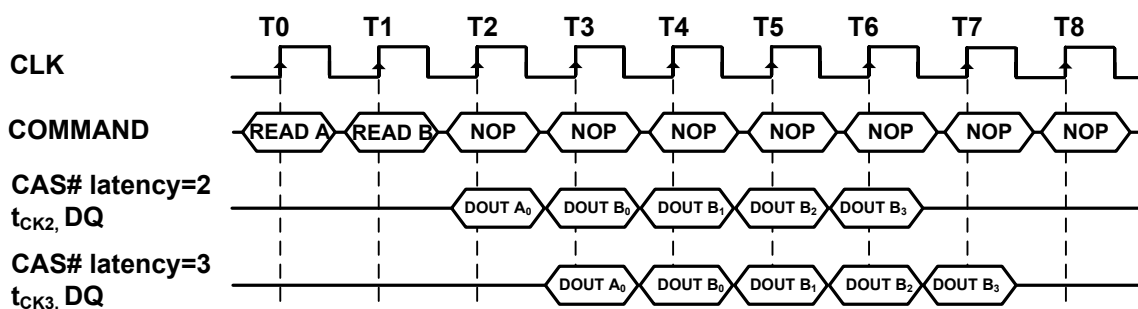 T0 T1 T2 T3 T4 T5 T6 T7 T8
CLK
COMMAND READ A READ B NOP NOP NOP NOP NOP NOP NOP
CAS# latency=2
tCK2, DQ DOUT A0 DOUT B0 DOUT B1 DOUT B2 DOUT B3
CAS# latency=3
tCK3, DQ DOUT A0 DOUT B0 DOUT B1 DOUT B2 DOUT B3